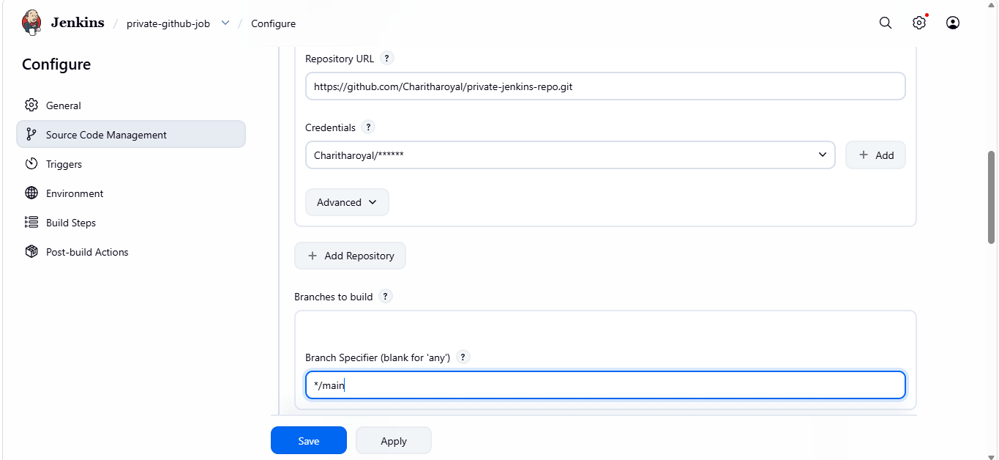 Jenkins / private-github-job / Configure
Configure
General
Source Code Management
Triggers
Environment
Build Steps
Post-build Actions
Repository URL ?
https://github.com/Charitharoyal/private-jenkins-repo.git
Credentials ?
Charitharoyal/******
+ Add
Advanced
+ Add Repository
Branches to build ?
Branch Specifier (blank for 'any') ?
*/main
Save Apply